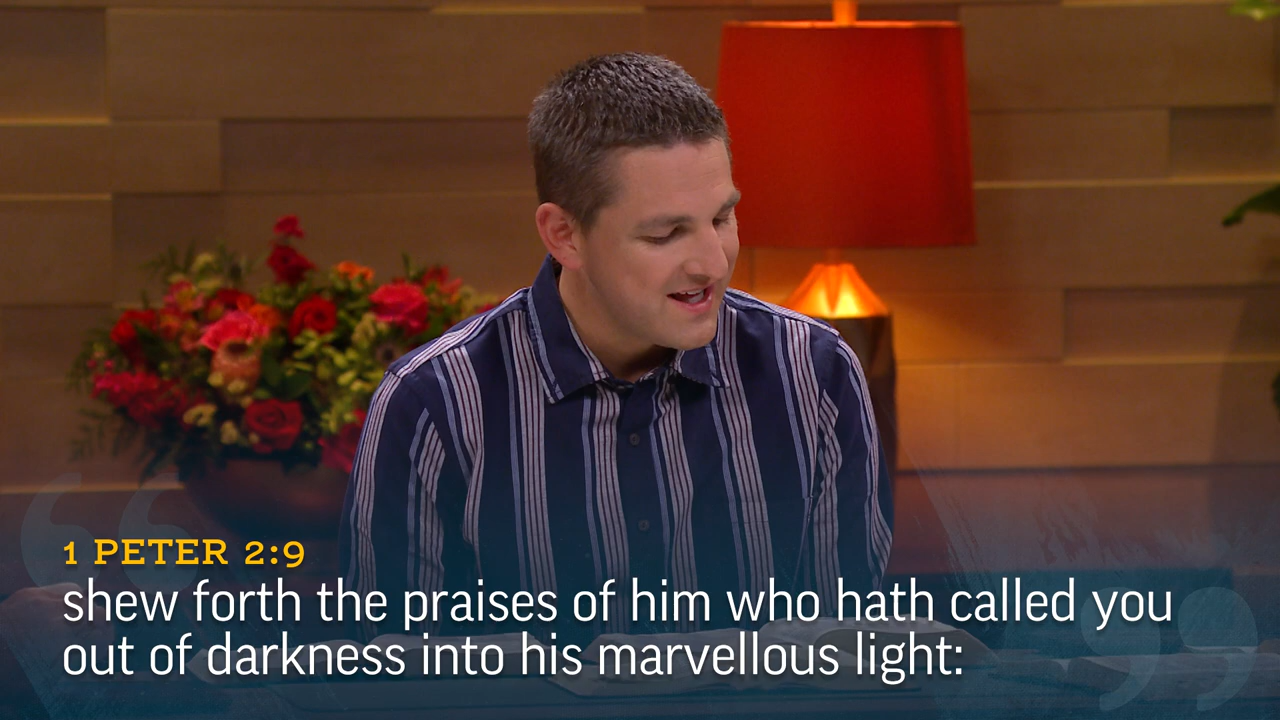 1 PETER 2:9
shew forth the praises of him who hath called you
out of darkness into his marvellous light: